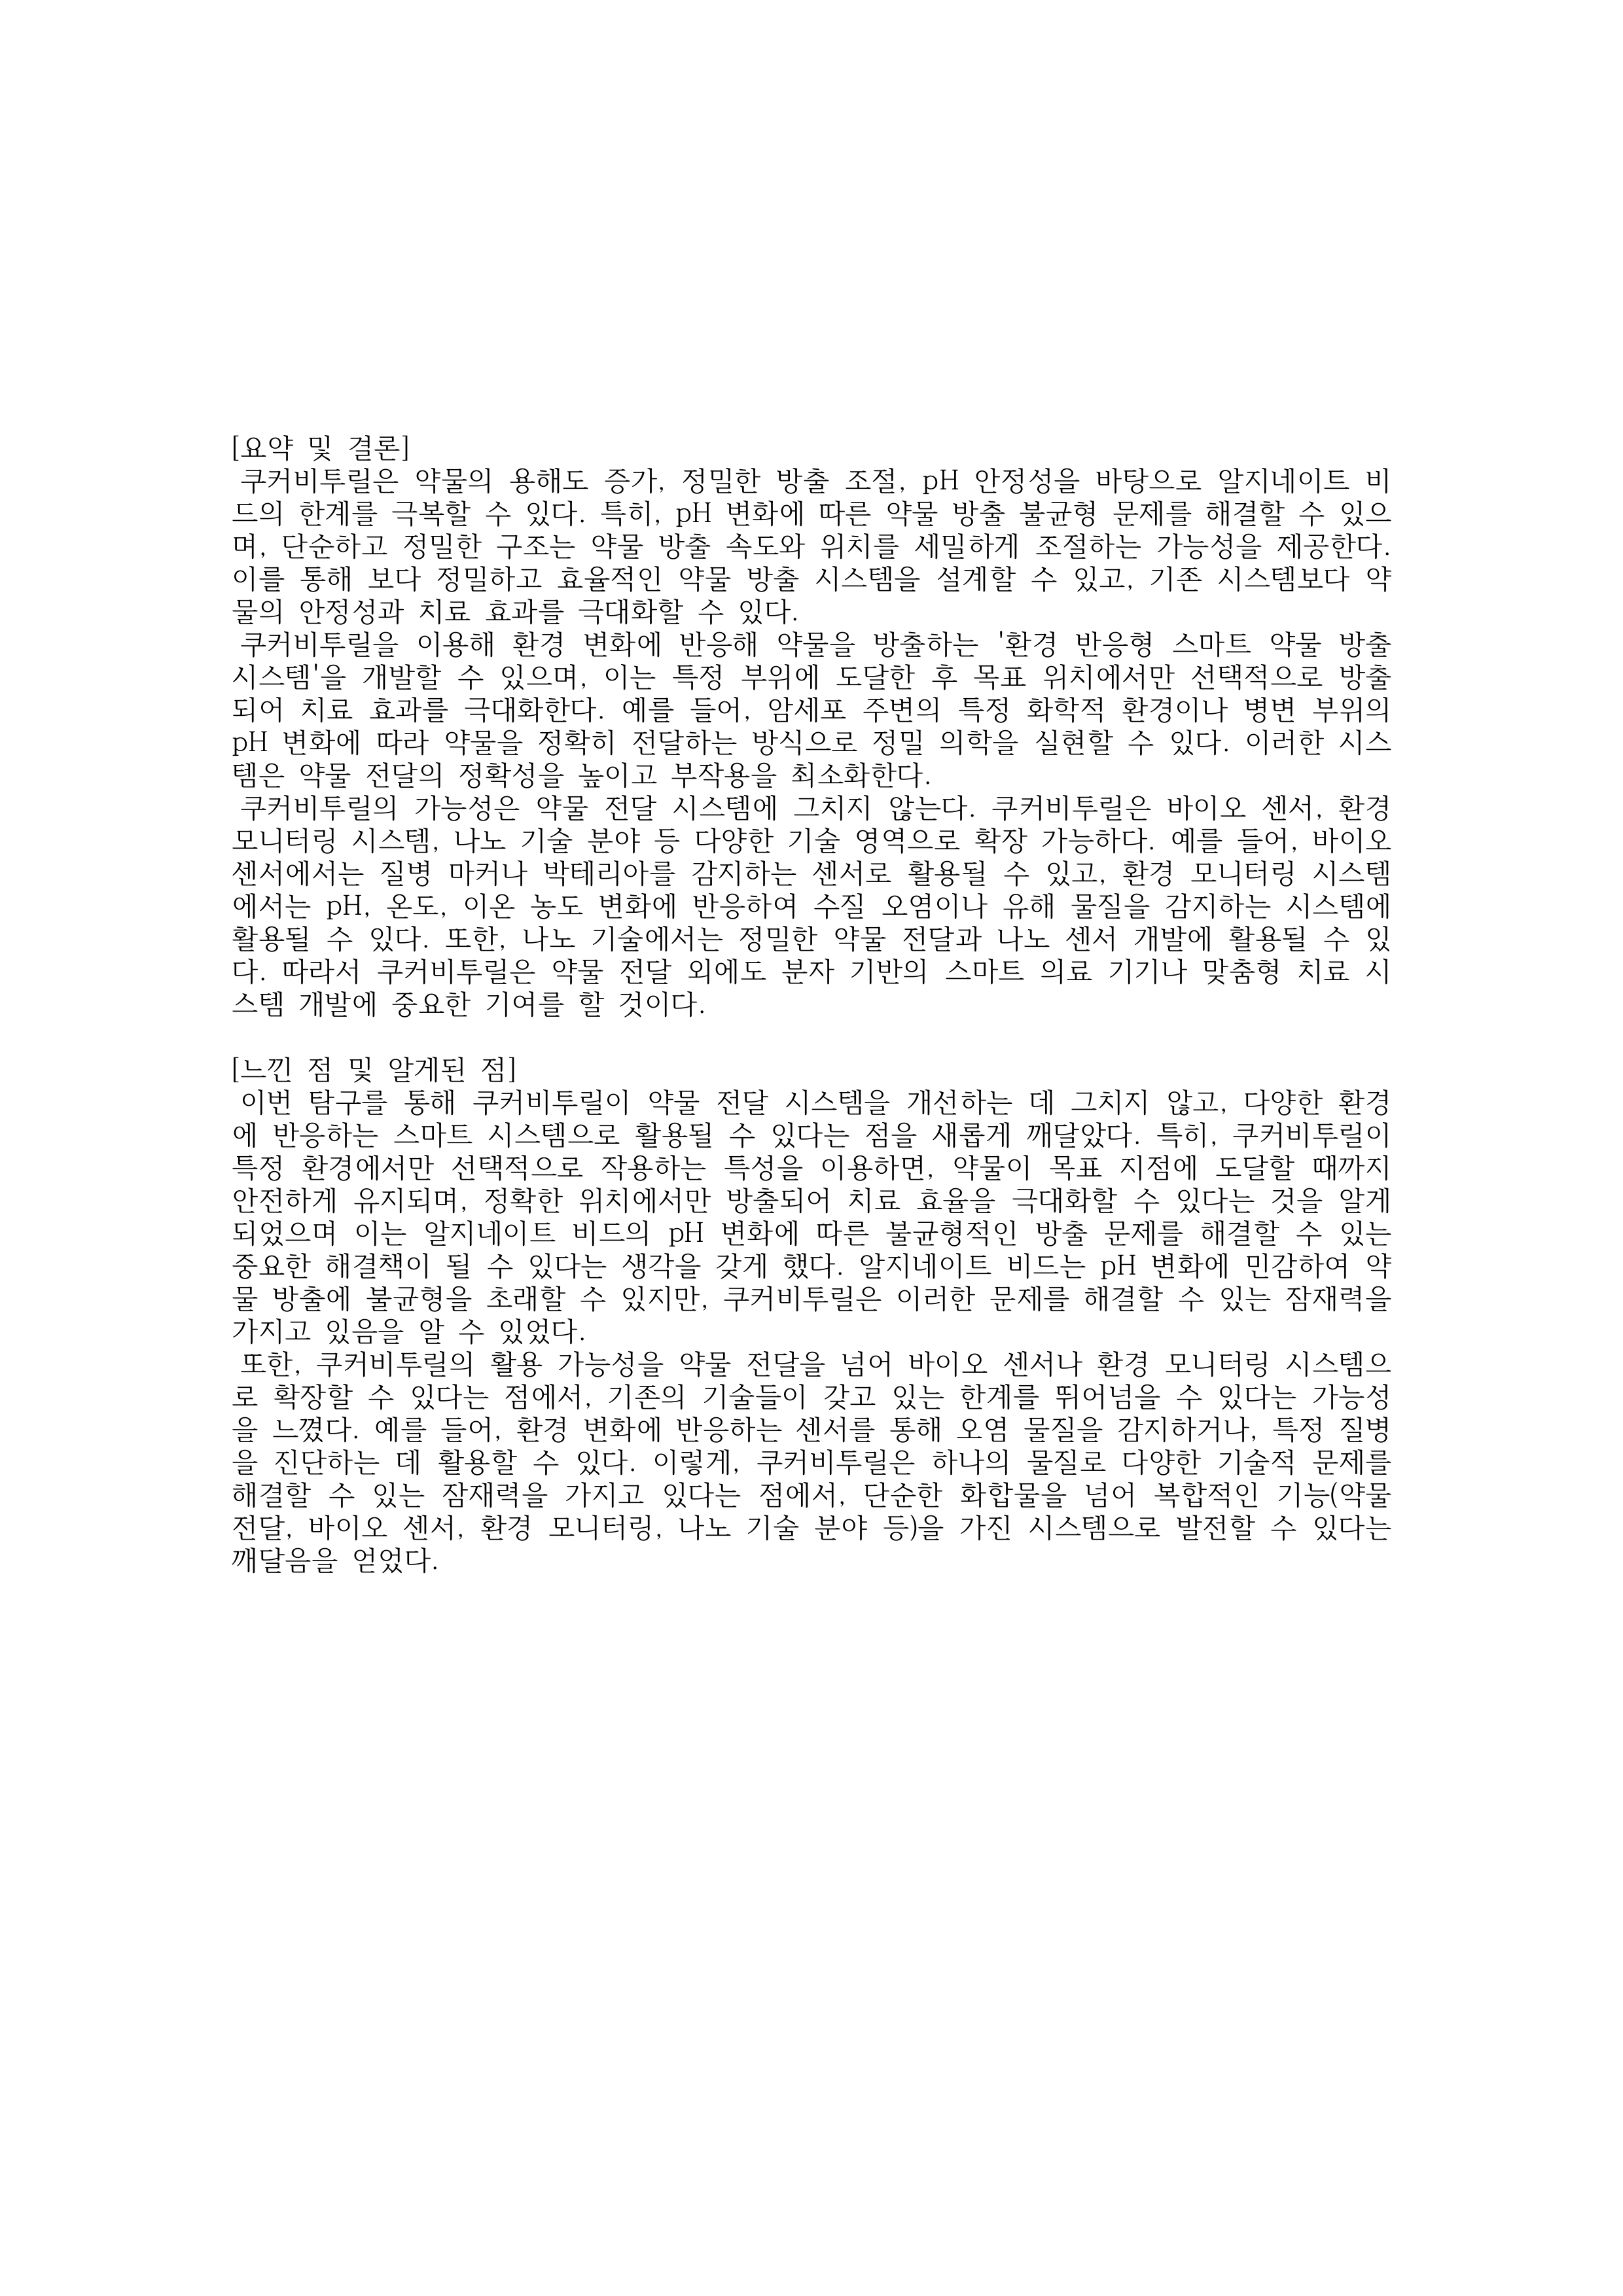 [요약 및 결론]
쿠커비투릴은 약물의 용해도 증가, 정밀한 방출 조절, pH 안정성을 바탕으로 알지네이트 비
드의 한계를 극복할 수 있다. 특히, pH 변화에 따른 약물 방출 불균형 문제를 해결할 수 있으
며, 단순하고 정밀한 구조는 약물 방출 속도와 위치를 세밀하게 조절하는 가능성을 제공한다.
이를 통해 보다 정밀하고 효율적인 약물 방출 시스템을 설계할 수 있고, 기존 시스템보다 약
물의 안정성과 치료 효과를 극대화할 수 있다.
쿠커비투릴을 이용해 환경 변화에 반응해 약물을 방출하는 '환경 반응형 스마트 약물 방출
시스템'을 개발할 수 있으며, 이는 특정 부위에 도달한 후 목표 위치에서만 선택적으로 방출
되어 치료 효과를 극대화한다. 예를 들어, 암세포 주변의 특정 화학적 환경이나 병변 부위의
pH 변화에 따라 약물을 정확히 전달하는 방식으로 정밀 의학을 실현할 수 있다. 이러한 시스
템은 약물 전달의 정확성을 높이고 부작용을 최소화한다.
쿠커비투릴의 가능성은 약물 전달 시스템에 그치지 않는다. 쿠커비투릴은 바이오 센서, 환경
모니터링 시스템, 나노 기술 분야 등 다양한 기술 영역으로 확장 가능하다. 예를 들어, 바이오
센서에서는 질병 마커나 박테리아를 감지하는 센서로 활용될 수 있고, 환경 모니터링 시스템
에서는 pH, 온도, 이온 농도 변화에 반응하여 수질 오염이나 유해 물질을 감지하는 시스템에
활용될 수 있다. 또한, 나노 기술에서는 정밀한 약물 전달과 나노 센서 개발에 활용될 수 있
다. 따라서 쿠커비투릴은 약물 전달 외에도 분자 기반의 스마트 의료 기기나 맞춤형 치료 시
스템 개발에 중요한 기여를 할 것이다.
[느낀 점 및 알게된 점]
이번 탐구를 통해 쿠커비투릴이 약물 전달 시스템을 개선하는 데 그치지 않고, 다양한 환경
에 반응하는 스마트 시스템으로 활용될 수 있다는 점을 새롭게 깨달았다. 특히, 쿠커비투릴이
특정 환경에서만 선택적으로 작용하는 특성을 이용하면, 약물이 목표 지점에 도달할 때까지
안전하게 유지되며, 정확한 위치에서만 방출되어 치료 효율을 극대화할 수 있다는 것을 알게
되었으며 이는 알지네이트 비드의 pH 변화에 따른 불균형적인 방출 문제를 해결할 수 있는
중요한 해결책이 될 수 있다는 생각을 갖게 했다. 알지네이트 비드는 pH 변화에 민감하여 약
물 방출에 불균형을 초래할 수 있지만, 쿠커비투릴은 이러한 문제를 해결할 수 있는 잠재력을
가지고 있음을 알 수 있었다.
또한, 쿠커비투릴의 활용 가능성을 약물 전달을 넘어 바이오 센서나 환경 모니터링 시스템으
로 확장할 수 있다는 점에서, 기존의 기술들이 갖고 있는 한계를 뛰어넘을 수 있다는 가능성
을 느꼈다. 예를 들어, 환경 변화에 반응하는 센서를 통해 오염 물질을 감지하거나, 특정 질병
을 진단하는 데 활용할 수 있다. 이렇게, 쿠커비투릴은 하나의 물질로 다양한 기술적 문제를
해결할 수 있는 잠재력을 가지고 있다는 점에서, 단순한 화합물을 넘어 복합적인 기능(약물
전달, 바이오 센서, 환경 모니터링, 나노 기술 분야 등)을 가진 시스템으로 발전할 수 있다는
깨달음을 얻었다.